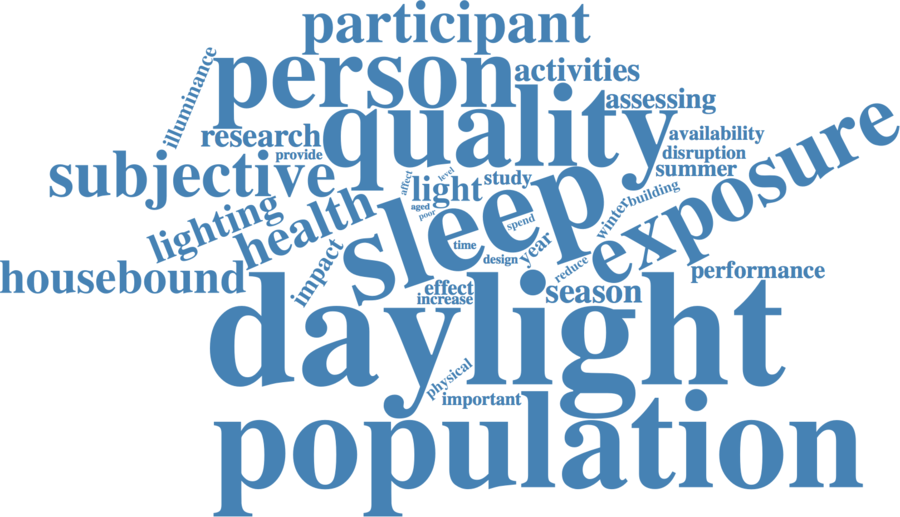 participant
person
activities
illuminance
quality
assessing
research
availability
provide
disruption
subjective
summer
exposure
affect
level
light
study
sleep
health
lighting
aged
poor
spend
winter
building
time
year
design
impact
reduce
housebound
performance
effect
increase
season
daylight
physical
important
population